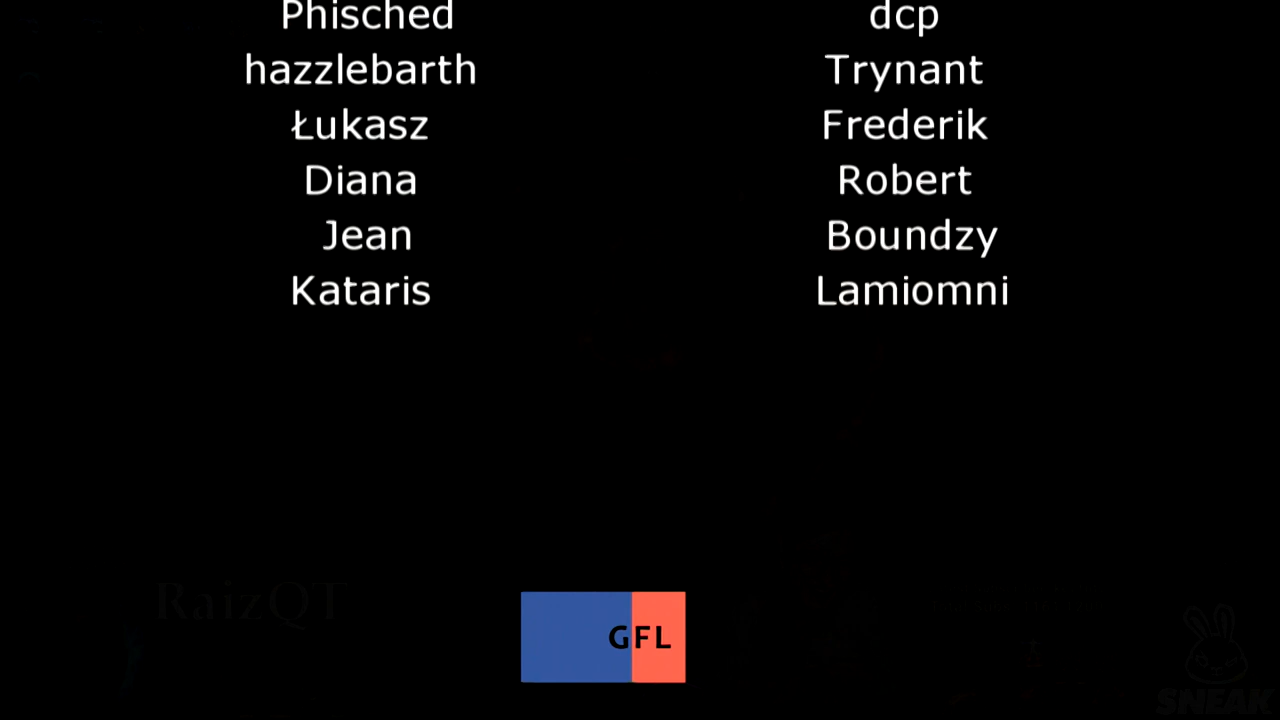 Phisched dcp
hazzlebarth Trynant
Łukasz Frederik
Diana Robert
Jean Boundzy
Kataris Lamiomni
RaizQT
GFL
SNEAK